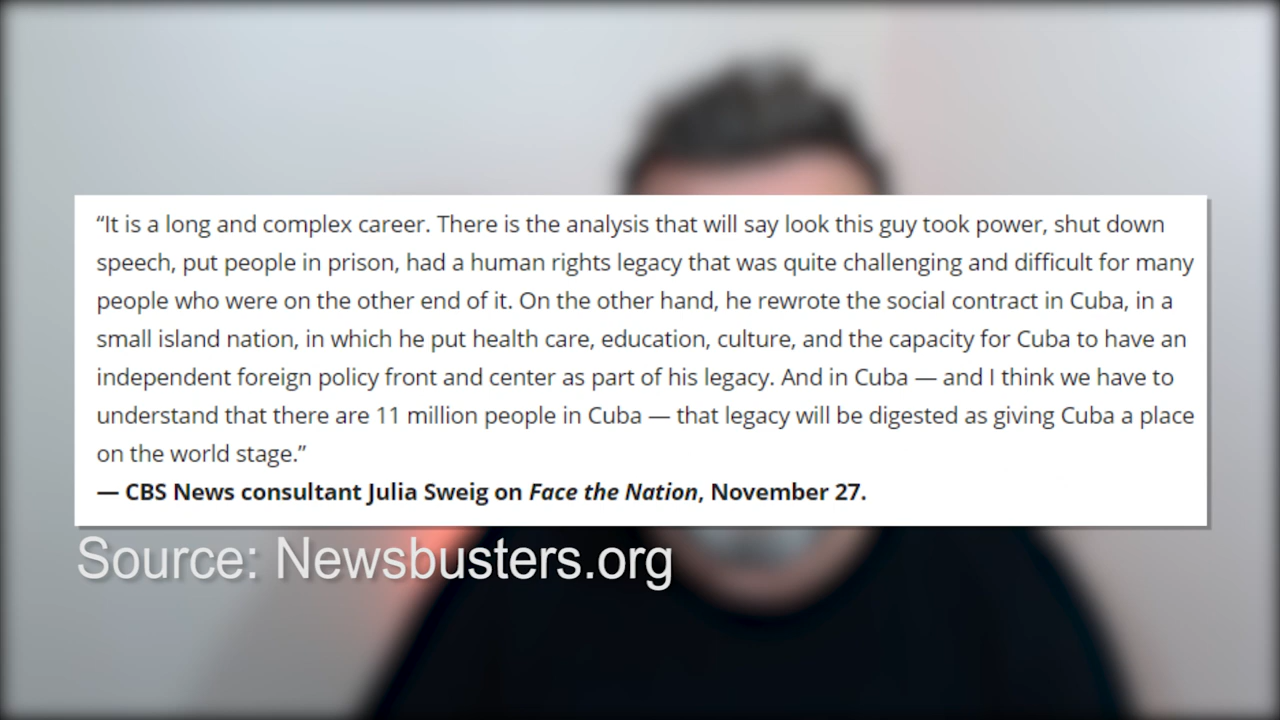 “It is a long and complex career. There is the analysis that will say look this guy took power, shut down
speech, put people in prison, had a human rights legacy that was quite challenging and difficult for many
people who were on the other end of it. On the other hand, he rewrote the social contract in Cuba, in a
small island nation, in which he put health care, education, culture, and the capacity for Cuba to have an
independent foreign policy front and center as part of his legacy. And in Cuba — and I think we have to
understand that there are 11 million people in Cuba — that legacy will be digested as giving Cuba a place
on the world stage.”
— CBS News consultant Julia Sweig on Face the Nation, November 27.
Source: Newsbusters.org